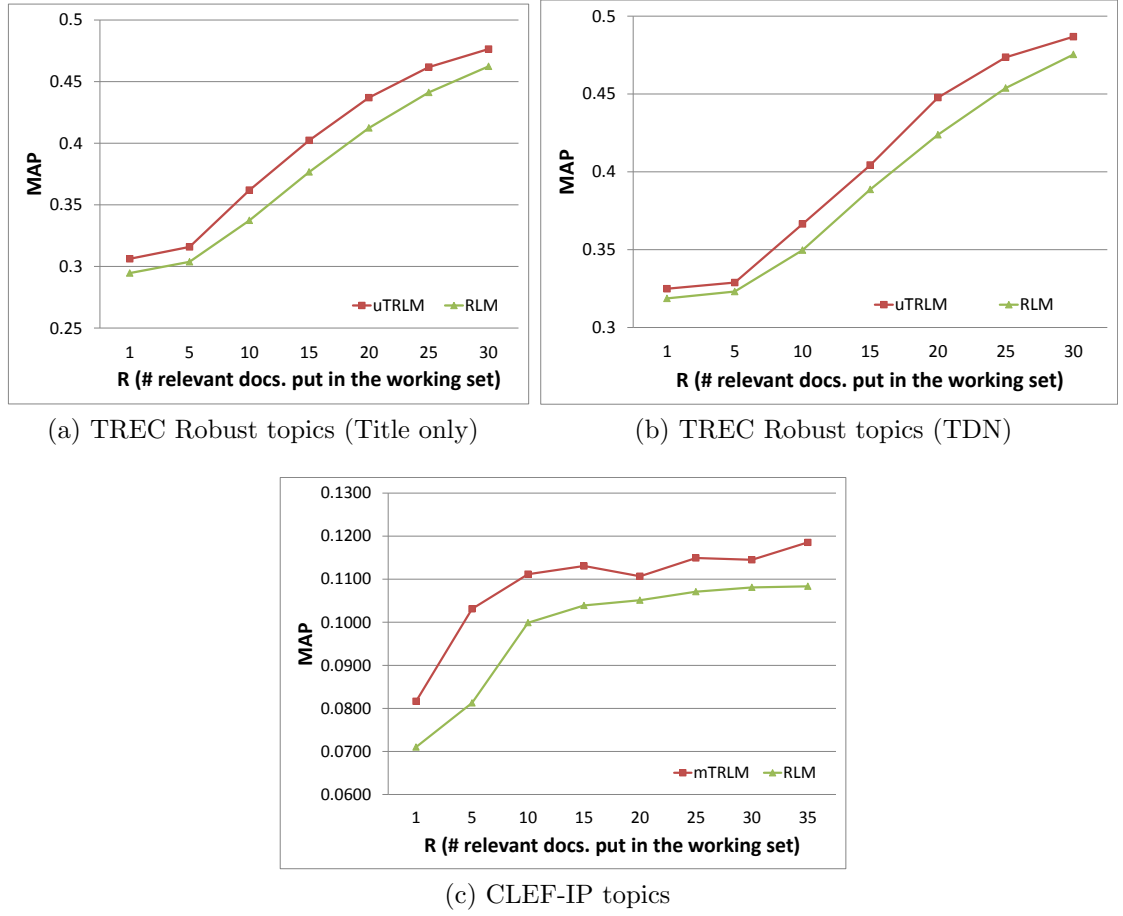 0.5
0.45
0.4
0.35
0.3
0.25
MAP
uTRLM RLM
1 5 10 15 20 25 30
R (# relevant docs. put in the working set)
(a) TREC Robust topics (Title only)
0.5
0.45
0.4
0.35
0.3
MAP
uTRLM RLM
1 5 10 15 20 25 30
R (# relevant docs. put in the working set)
(b) TREC Robust topics (TDN)
0.1300
0.1200
0.1100
0.1000
0.0900
0.0800
0.0700
0.0600
MAP
mTRLM RLM
1 5 10 15 20 25 30 35
R (# relevant docs. put in the working set)
(c) CLEF-IP topics